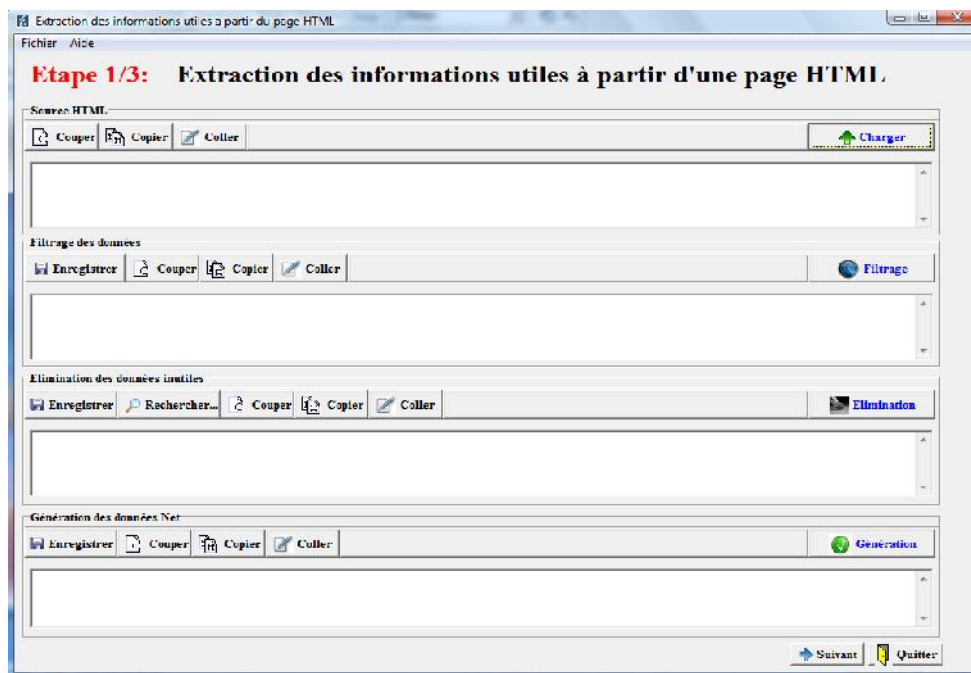 Extraction des informations utiles a partir du page HTML
Fichier Aide
Etape 1/3: Extraction des informations utiles à partir d'une page HTML
Source HTML
Couper Copier Coller Charger
Filtrage des données
Enregistrer Couper Copier Coller Filtrage
Elimination des données inutiles
Enregistrer Rechercher... Couper Copier Coller Elimination
Génération des données Net
Enregistrer Couper Copier Coller Génération
Suivant Quitter